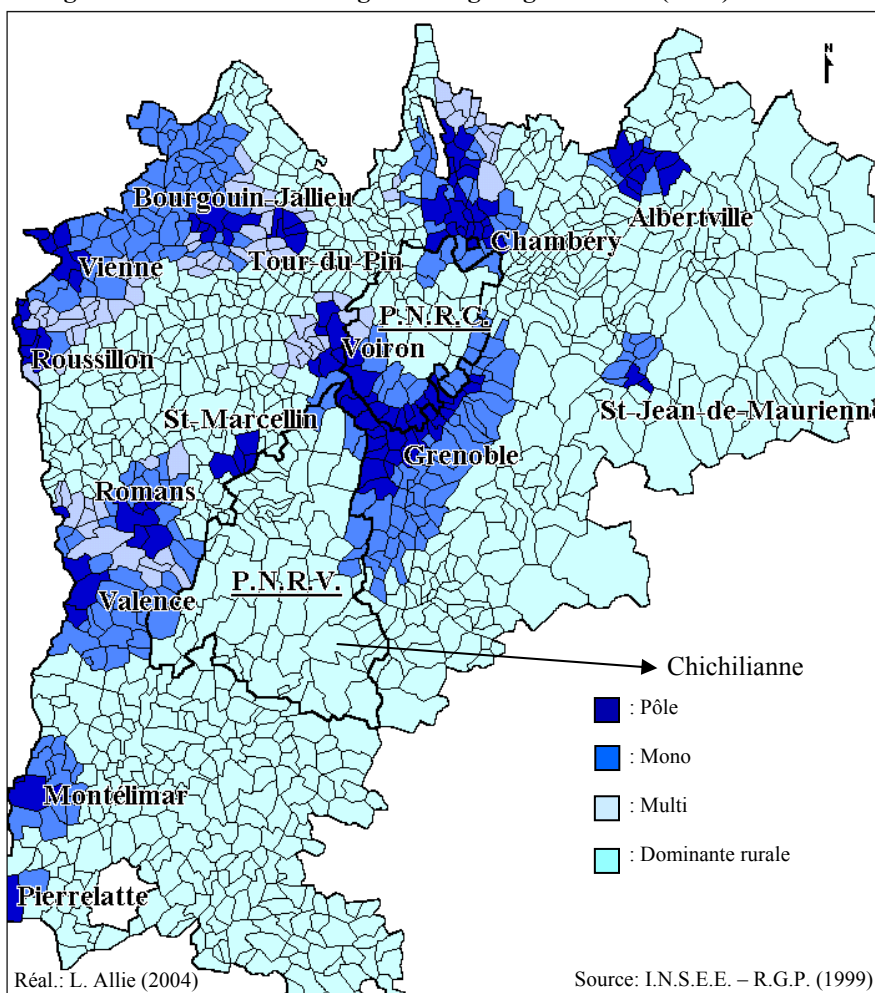 N
Bourgouin-Jallieu
Albertville
Chambéry
Vienne
Tour-du-Pin
P.N.R.C.
Roussillon
Voiron
St-Marcellin
St-Jean-de-Maurienne
Grenoble
Romans
P.N.R.V.
Valence
Chichilianne
: Pôle
: Mono
Montélimar
: Multi
: Dominante rurale
Pierrelatte
Réal.: L. Allie (2004)
Source: I.N.S.E.E. – R.G.P. (1999)